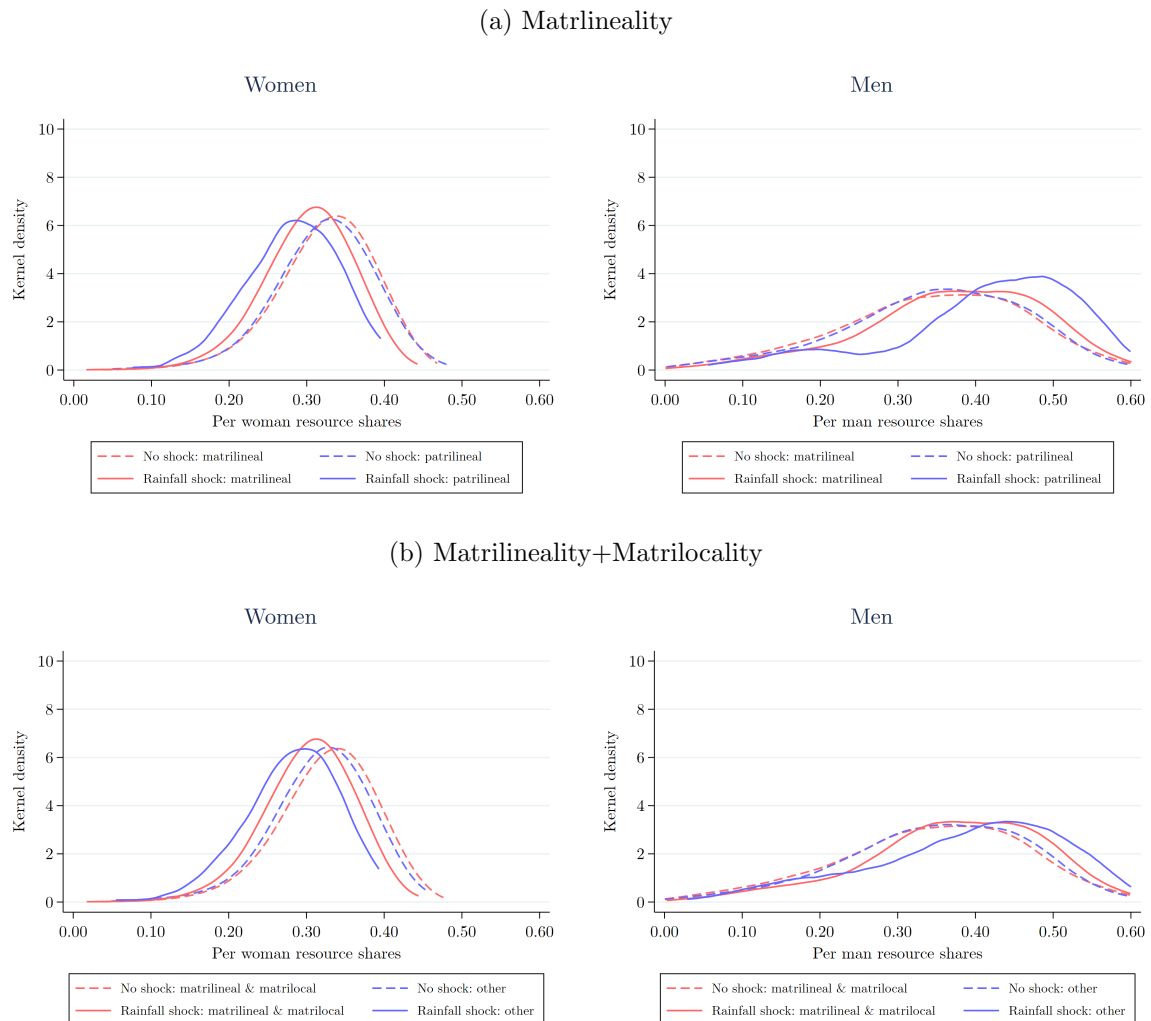 (a) Matrlineality
Women
Kernel density
10
8
6
4
2
0
0.00 0.10 0.20 0.30 0.40 0.50 0.60
Per woman resource shares
No shock: matrilineal No shock: patrilineal
Rainfall shock: matrilineal Rainfall shock: patrilineal
Men
Kernel density
10
8
6
4
2
0
0.00 0.10 0.20 0.30 0.40 0.50 0.60
Per man resource shares
No shock: matrilineal No shock: patrilineal
Rainfall shock: matrilineal Rainfall shock: patrilineal
(b) Matrilineality+Matrilocality
Women
Kernel density
10
8
6
4
2
0
0.00 0.10 0.20 0.30 0.40 0.50 0.60
Per woman resource shares
No shock: matrilineal & matrilocal No shock: other
Rainfall shock: matrilineal & matrilocal Rainfall shock: other
Men
Kernel density
10
8
6
4
2
0
0.00 0.10 0.20 0.30 0.40 0.50 0.60
Per man resource shares
No shock: matrilineal & matrilocal No shock: other
Rainfall shock: matrilineal & matrilocal Rainfall shock: other